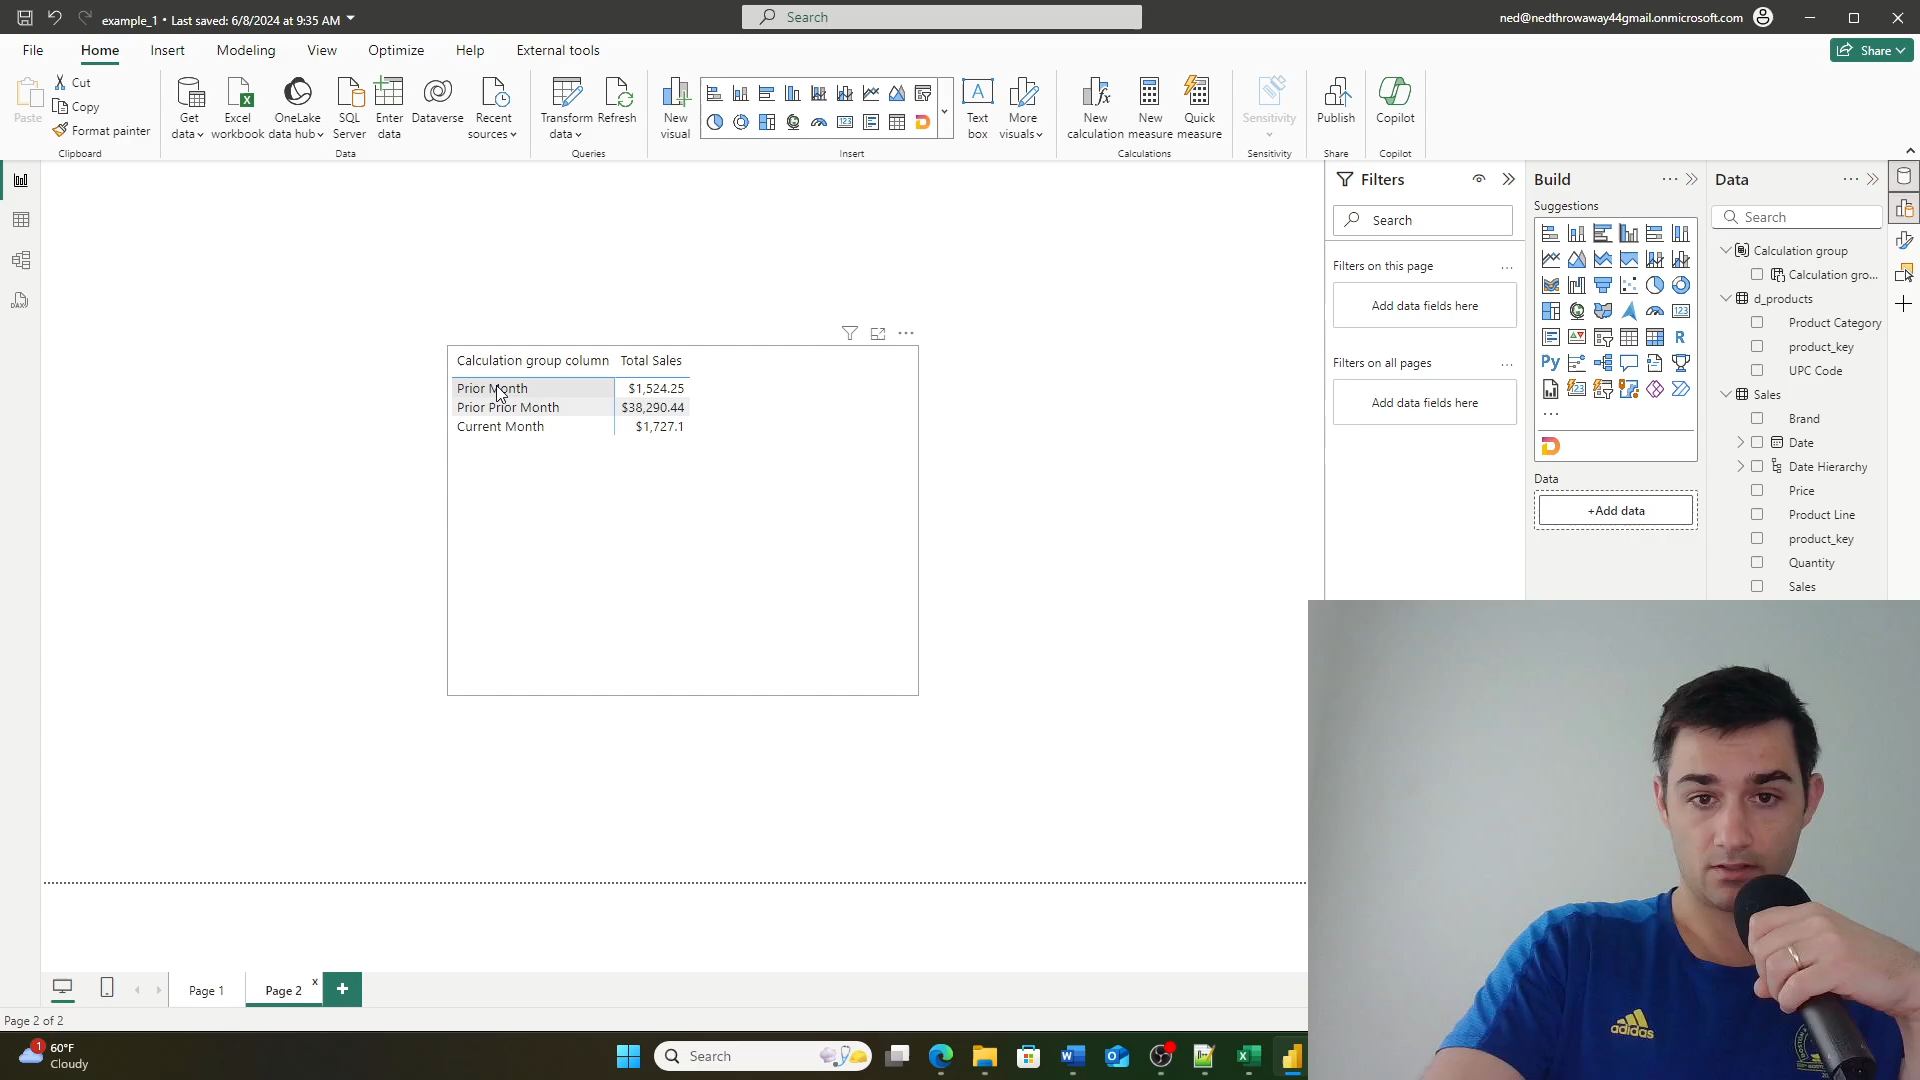 example_1 • Last saved: 6/8/2024 at 9:35 AM
Search
ned@nedthrowaway44gmail.onmicrosoft.com
File
Home
Insert
Modeling
View
Optimize
Help
External tools
Share
Paste
Cut
Copy
Format painter
Get data
Excel workbook
OneLake data hub
SQL Server
Enter data
Dataverse
Recent sources
Transform data
Refresh
New visual
Text box
More visuals
New calculation
New measure
Quick measure
Sensitivity
Publish
Copilot
Clipboard
Data
Queries
Insert
Calculations
Sensitivity
Share
Copilot
Filters
Search
Filters on this page
Add data fields here
Filters on all pages
Add data fields here
Build
Suggestions
R
Py
Data
+Add data
Data
Search
Calculation group
Calculation gro...
d_products
Product Category
product_key
UPC Code
Sales
Brand
Date
Date Hierarchy
Price
Product Line
product_key
Quantity
Sales
Calculation group column Total Sales
Prior Month $1,524.25
Prior Prior Month $38,290.44
Current Month $1,727.1
Page 1
Page 2
Page 2 of 2
1
60°F
Cloudy
Search
adidas